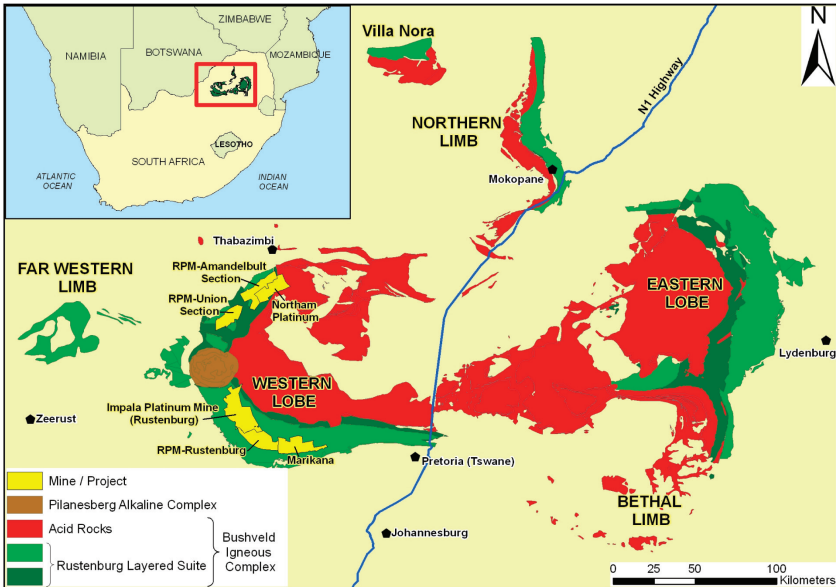 ZIMBABWE
NAMIBIA
BOTSWANA
MOZAMBIQUE
SOUTH AFRICA
LESOTHO
ATLANTIC
OCEAN
INDIAN
OCEAN
Villa Nora
N
N1 Highway
NORTHERN
LIMB
Mokopane
Thabazimbi
FAR WESTERN
LIMB
RPM-Amandelbult
Section
RPM-Union
Section
Northam
Platinum
EASTERN
LOBE
Lydenburg
WESTERN
LOBE
Zeerust
Impala Platinum Mine
(Rustenburg)
RPM-Rustenburg
Marikana
Pretoria (Tswane)
Johannesburg
BETHAL
LIMB
Mine / Project
Pilanesberg Alkaline Complex
Acid Rocks
Rustenburg Layered Suite
Bushveld
Igneous
Complex
0 25 50 100
Kilometers